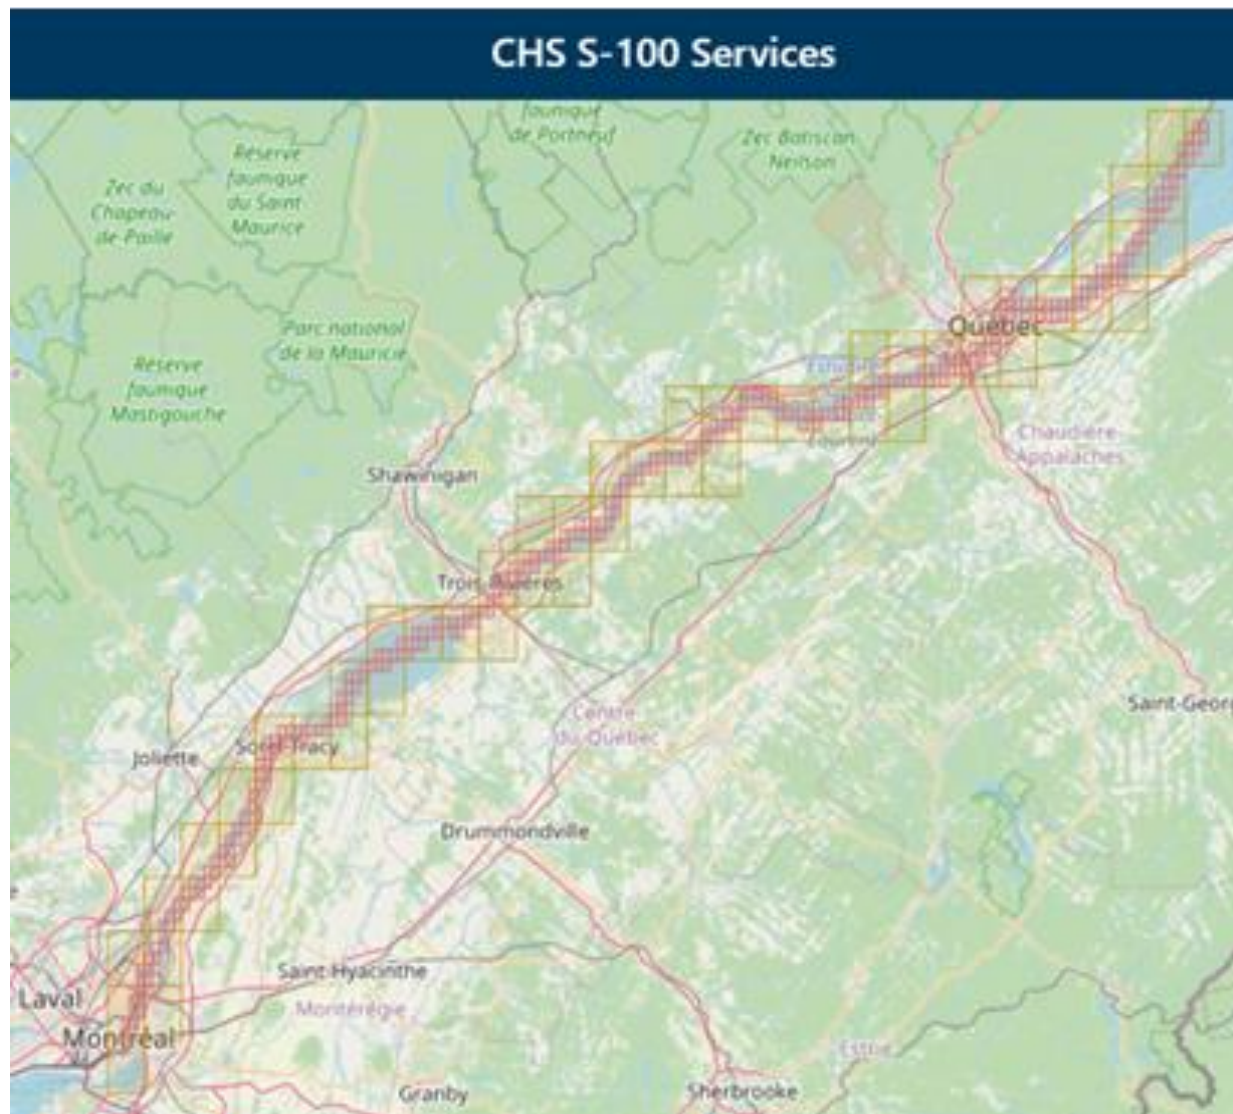 CHS S-100 Services
faunique
de Portneuf
Zec Batiscan
Neilson
Réserve
faunique
du Saint
Maurice
Zec du
Chapeau-
de-Paille
Parc national
de la Mauricie
Québec
Réserve
faunique
Mastigouche
Chaudière-
Appalaches
Laurent
Shawinigan
Trois-Rivières
Saint-Georg
Centre
du-Québec
Sorel-Tracy
Joliette
Drummondville
Saint-Hyacinthe
Laval
Montérégie
Montréal
Estrie
Granby
Sherbrooke